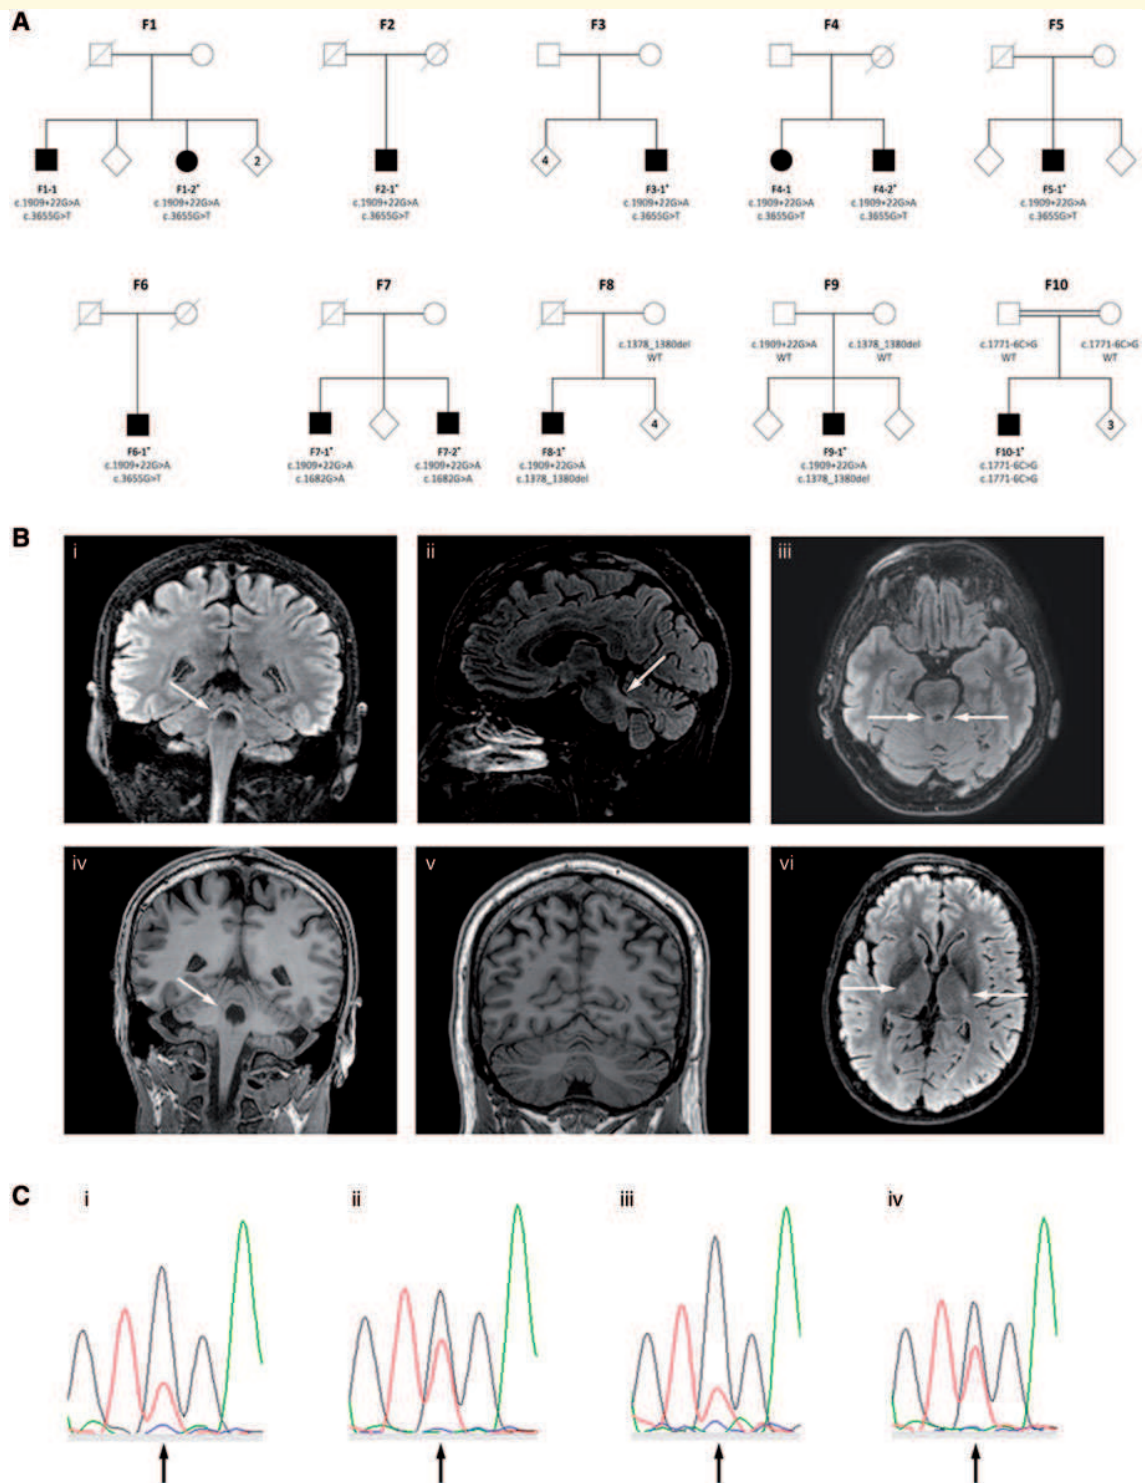 A
F1
F2
F3
F4
F5
2
4
F1-1
F1-2*
F2-1*
F3-1*
F4-1
F4-2*
F5-1*
c.1909+22G>A
c.1909+22G>A
c.1909+22G>A
c.1909+22G>A
c.1909+22G>A
c.1909+22G>A
c.1909+22G>A
c.3655G>T
c.3655G>T
c.3655G>T
c.3655G>T
c.3655G>T
c.3655G>T
c.3655G>T
F6
F7
F8
F9
F10
c.1378_1380del
WT
c.1909+22G>A
WT
c.1378_1380del
WT
c.1771-6C>G
WT
c.1771-6C>G
WT
4
3
F6-1*
c.1909+22G>A
c.3655G>T
F7-1*
c.1909+22G>A
c.1682G>A
F7-2*
c.1909+22G>A
c.1682G>A
F8-1*
c.1909+22G>A
c.1378_1380del
F9-1*
c.1909+22G>A
c.1378_1380del
F10-1*
c.1771-6C>G
c.1771-6C>G
B
i
ii
iii
iv
v
vi
C
i
ii
iii
iv